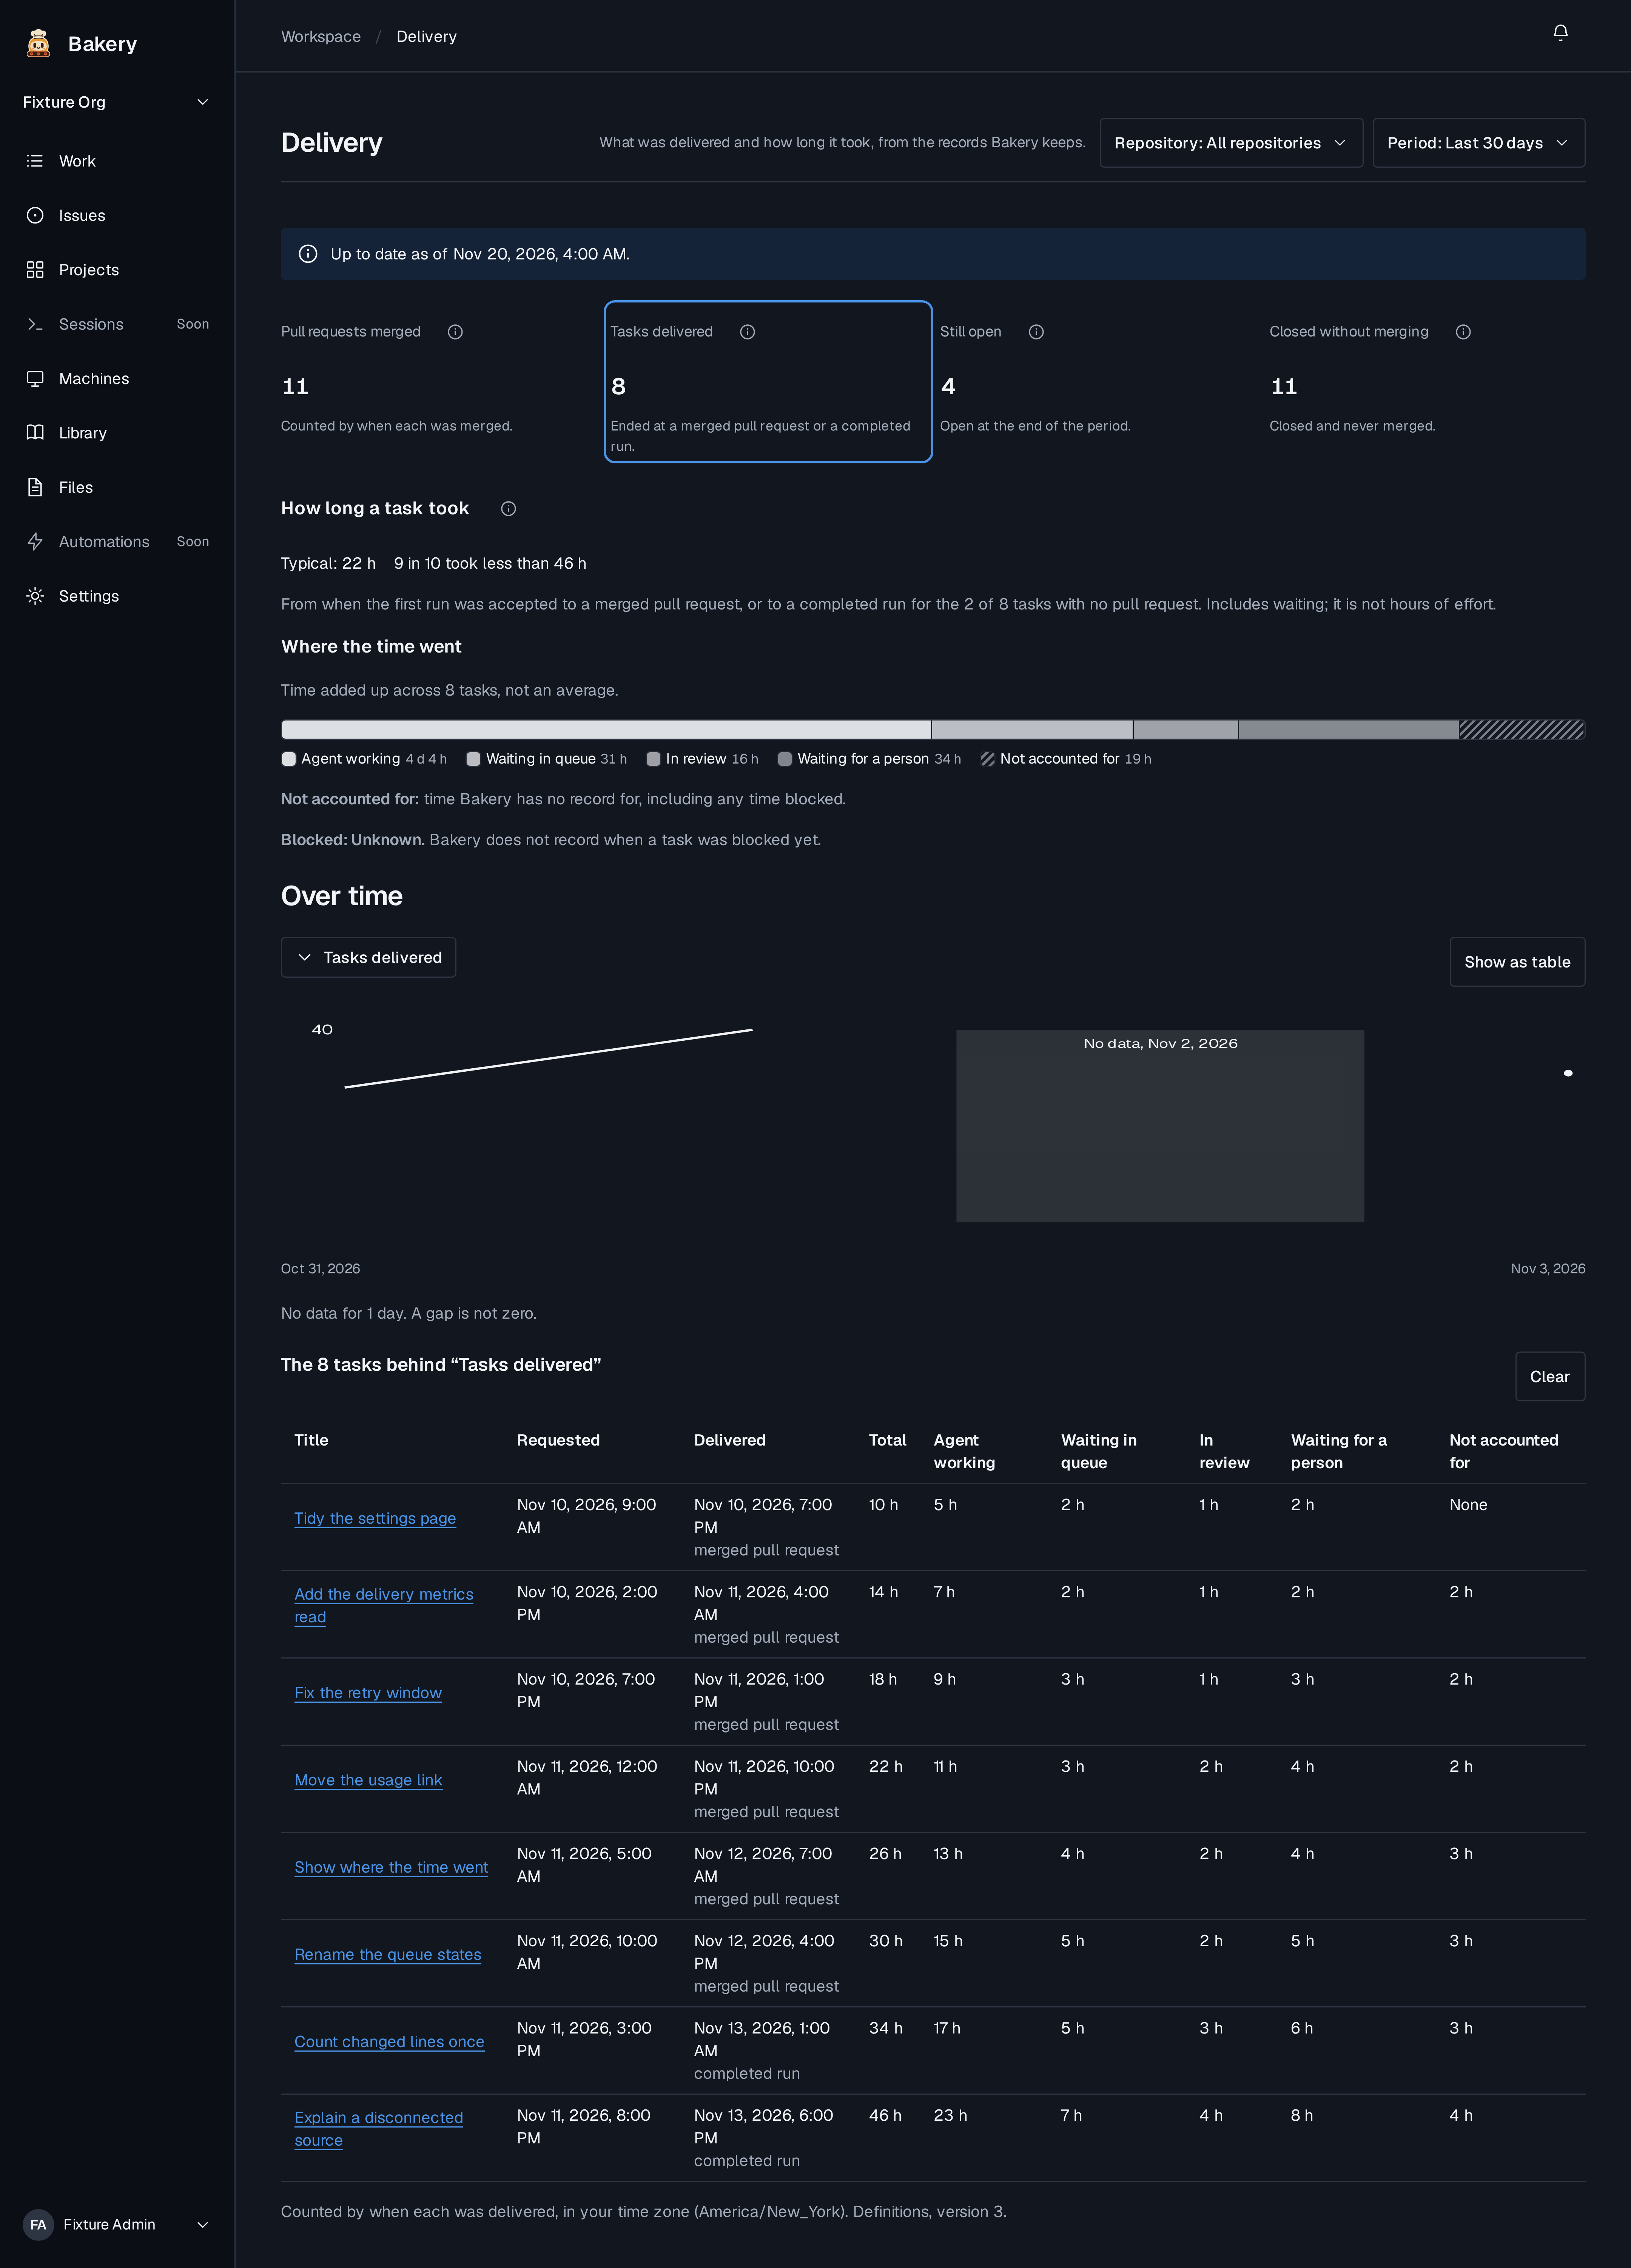 Bakery
Workspace / Delivery
Fixture Org
Work
Issues
Projects
Sessions Soon
Machines
Library
Files
Automations Soon
Settings
Delivery
What was delivered and how long it took, from the records Bakery keeps.
Repository: All repositories
Period: Last 30 days
Up to date as of Nov 20, 2026, 4:00 AM.
Pull requests merged
11
Counted by when each was merged.
Tasks delivered
8
Ended at a merged pull request or a completed
run.
Still open
4
Open at the end of the period.
Closed without merging
11
Closed and never merged.
How long a task took
Typical: 22 h 9 in 10 took less than 46 h
From when the first run was accepted to a merged pull request, or to a completed run for the 2 of 8 tasks with no pull request. Includes waiting; it is not hours of effort.
Where the time went
Time added up across 8 tasks, not an average.
Agent working 4 d 4 h Waiting in queue 31 h In review 16 h Waiting for a person 34 h Not accounted for 19 h
Not accounted for: time Bakery has no record for, including any time blocked.
Blocked: Unknown. Bakery does not record when a task was blocked yet.
Over time
Tasks delivered
Show as table
40
No data, Nov 2, 2026
Oct 31, 2026
Nov 3, 2026
No data for 1 day. A gap is not zero.
The 8 tasks behind “Tasks delivered”
Clear
Title Requested Delivered Total Agent Waiting in In Waiting for a Not accounted
working queue review person for
Tidy the settings page Nov 10, 2026, 9:00 Nov 10, 2026, 7:00 10 h 5 h 2 h 1 h 2 h None
AM PM
merged pull request
Add the delivery metrics Nov 10, 2026, 2:00 Nov 11, 2026, 4:00 14 h 7 h 2 h 1 h 2 h 2 h
read PM AM
merged pull request
Fix the retry window Nov 10, 2026, 7:00 Nov 11, 2026, 1:00 18 h 9 h 3 h 1 h 3 h 2 h
PM PM
merged pull request
Move the usage link Nov 11, 2026, 12:00 Nov 11, 2026, 10:00 22 h 11 h 3 h 2 h 4 h 2 h
AM PM
merged pull request
Show where the time went Nov 11, 2026, 5:00 Nov 12, 2026, 7:00 26 h 13 h 4 h 2 h 4 h 3 h
AM AM
merged pull request
Rename the queue states Nov 11, 2026, 10:00 Nov 12, 2026, 4:00 30 h 15 h 5 h 2 h 5 h 3 h
AM PM
merged pull request
Count changed lines once Nov 11, 2026, 3:00 Nov 13, 2026, 1:00 34 h 17 h 5 h 3 h 6 h 3 h
PM AM
completed run
Explain a disconnected Nov 11, 2026, 8:00 Nov 13, 2026, 6:00 46 h 23 h 7 h 4 h 8 h 4 h
source PM PM
completed run
Counted by when each was delivered, in your time zone (America/New_York). Definitions, version 3.
FA Fixture Admin